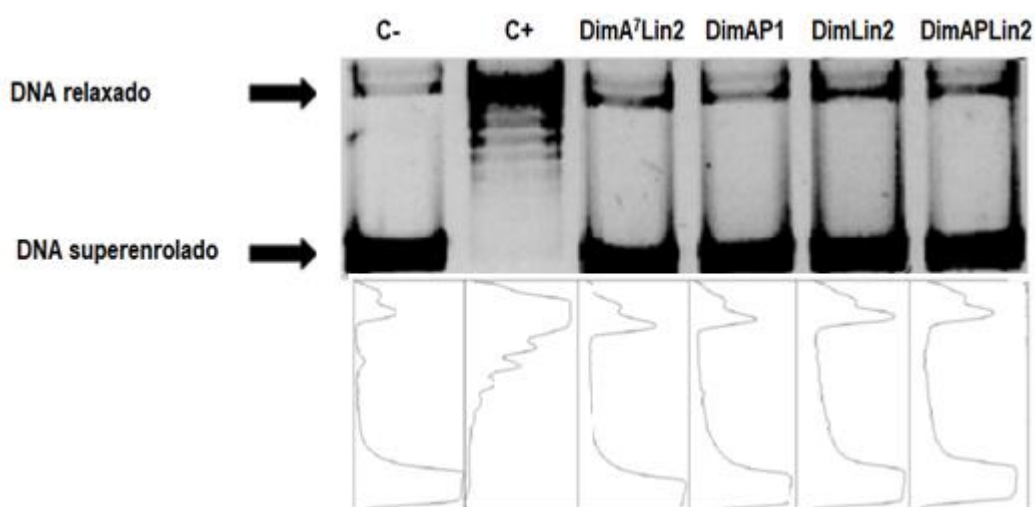 C- C+ DimA⁷Lin2 DimAP1 DimLin2 DimAPLin2
DNA relaxado
DNA superenrolado